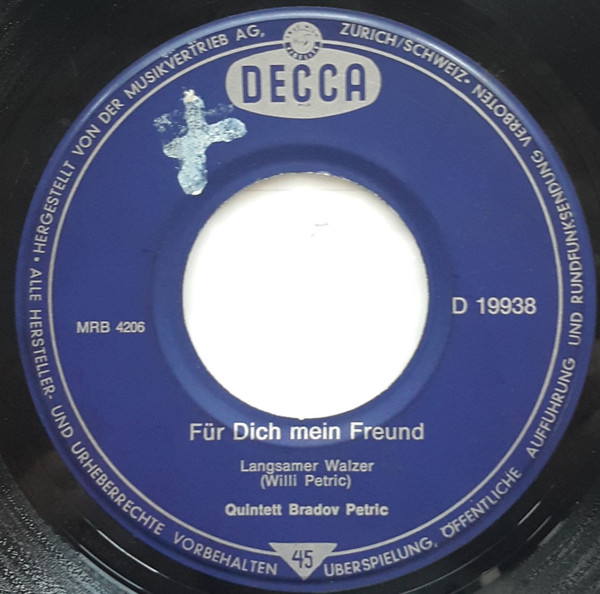 • HERGESTELLT VON DER MUSIKVERTRIEB AG, ZÜRICH/SCHWEIZ •
DECCA
MRB 4206
D 19938
Für Dich mein Freund
Langsamer Walzer
(Willi Petric)
Quintett Bradov Petric
45
ALLE HERSTELLER- UND URHEBERRECHTE VORBEHALTEN
ÜBERSPIELUNG, ÖFFENTLICHE AUFFÜHRUNG UND RUNDFUNKSENDUNG VERBOTEN